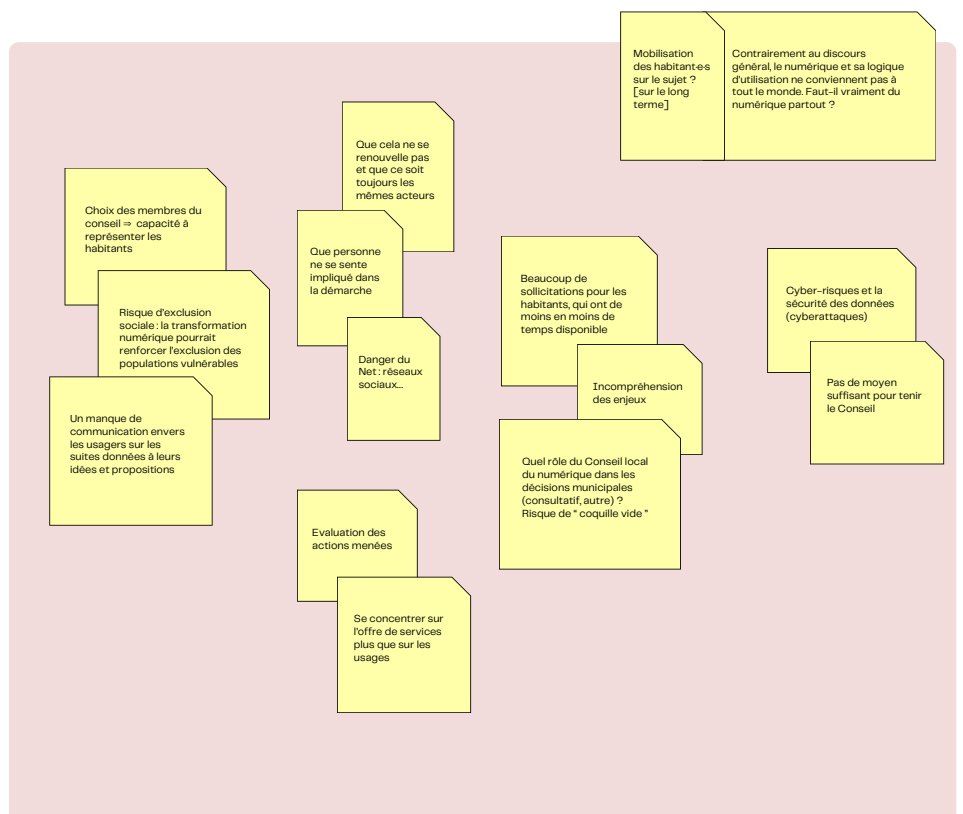 Mobilisation
des habitant·e·s
sur le sujet ?
[sur le long
terme]
Contrairement au discours
général, le numérique et sa logique
d'utilisation ne conviennent pas à
tout le monde. Faut-il vraiment du
numérique partout ?
Que cela ne se
renouvelle pas
et que ce soit
toujours les
mêmes acteurs
Choix des membres du
conseil ⇒ capacité à
représenter les
habitants
Que personne
ne se sente
impliqué dans
la démarche
Beaucoup de
sollicitations pour les
habitants, qui ont de
moins en moins de
temps disponible
Cyber-risques et la
sécurité des données
(cyberattaques)
Risque d'exclusion
sociale : la transformation
numérique pourrait
renforcer l'exclusion des
populations vulnérables
Danger du
Net : réseaux
sociaux...
Incompréhension
des enjeux
Pas de moyen
suffisant pour tenir
le Conseil
Un manque de
communication envers
les usagers sur les
suites données à leurs
idées et propositions
Quel rôle du Conseil local
du numérique dans les
décisions municipales
(consultatif, autre) ?
Risque de " coquille vide "
Evaluation des
actions menées
Se concentrer sur
l'offre de services
plus que sur les
usages